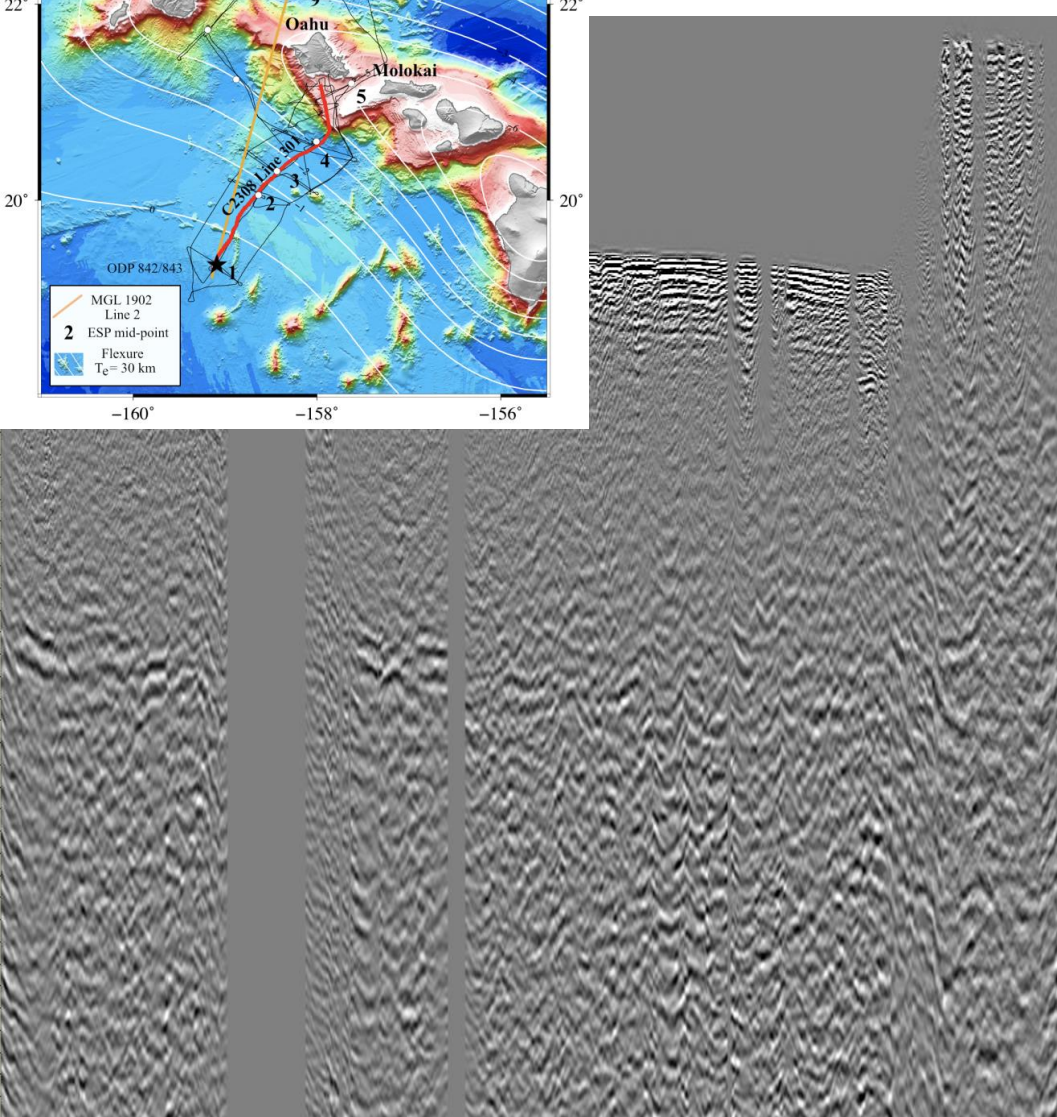 22°
22°
9
Oahu
Molokai
5
C2308 Line 301
4
3
20°
20°
2
ODP 842/843
1
MGL 1902
Line 2
2 ESP mid-point
Flexure
Te= 30 km
−160°
−158°
−156°